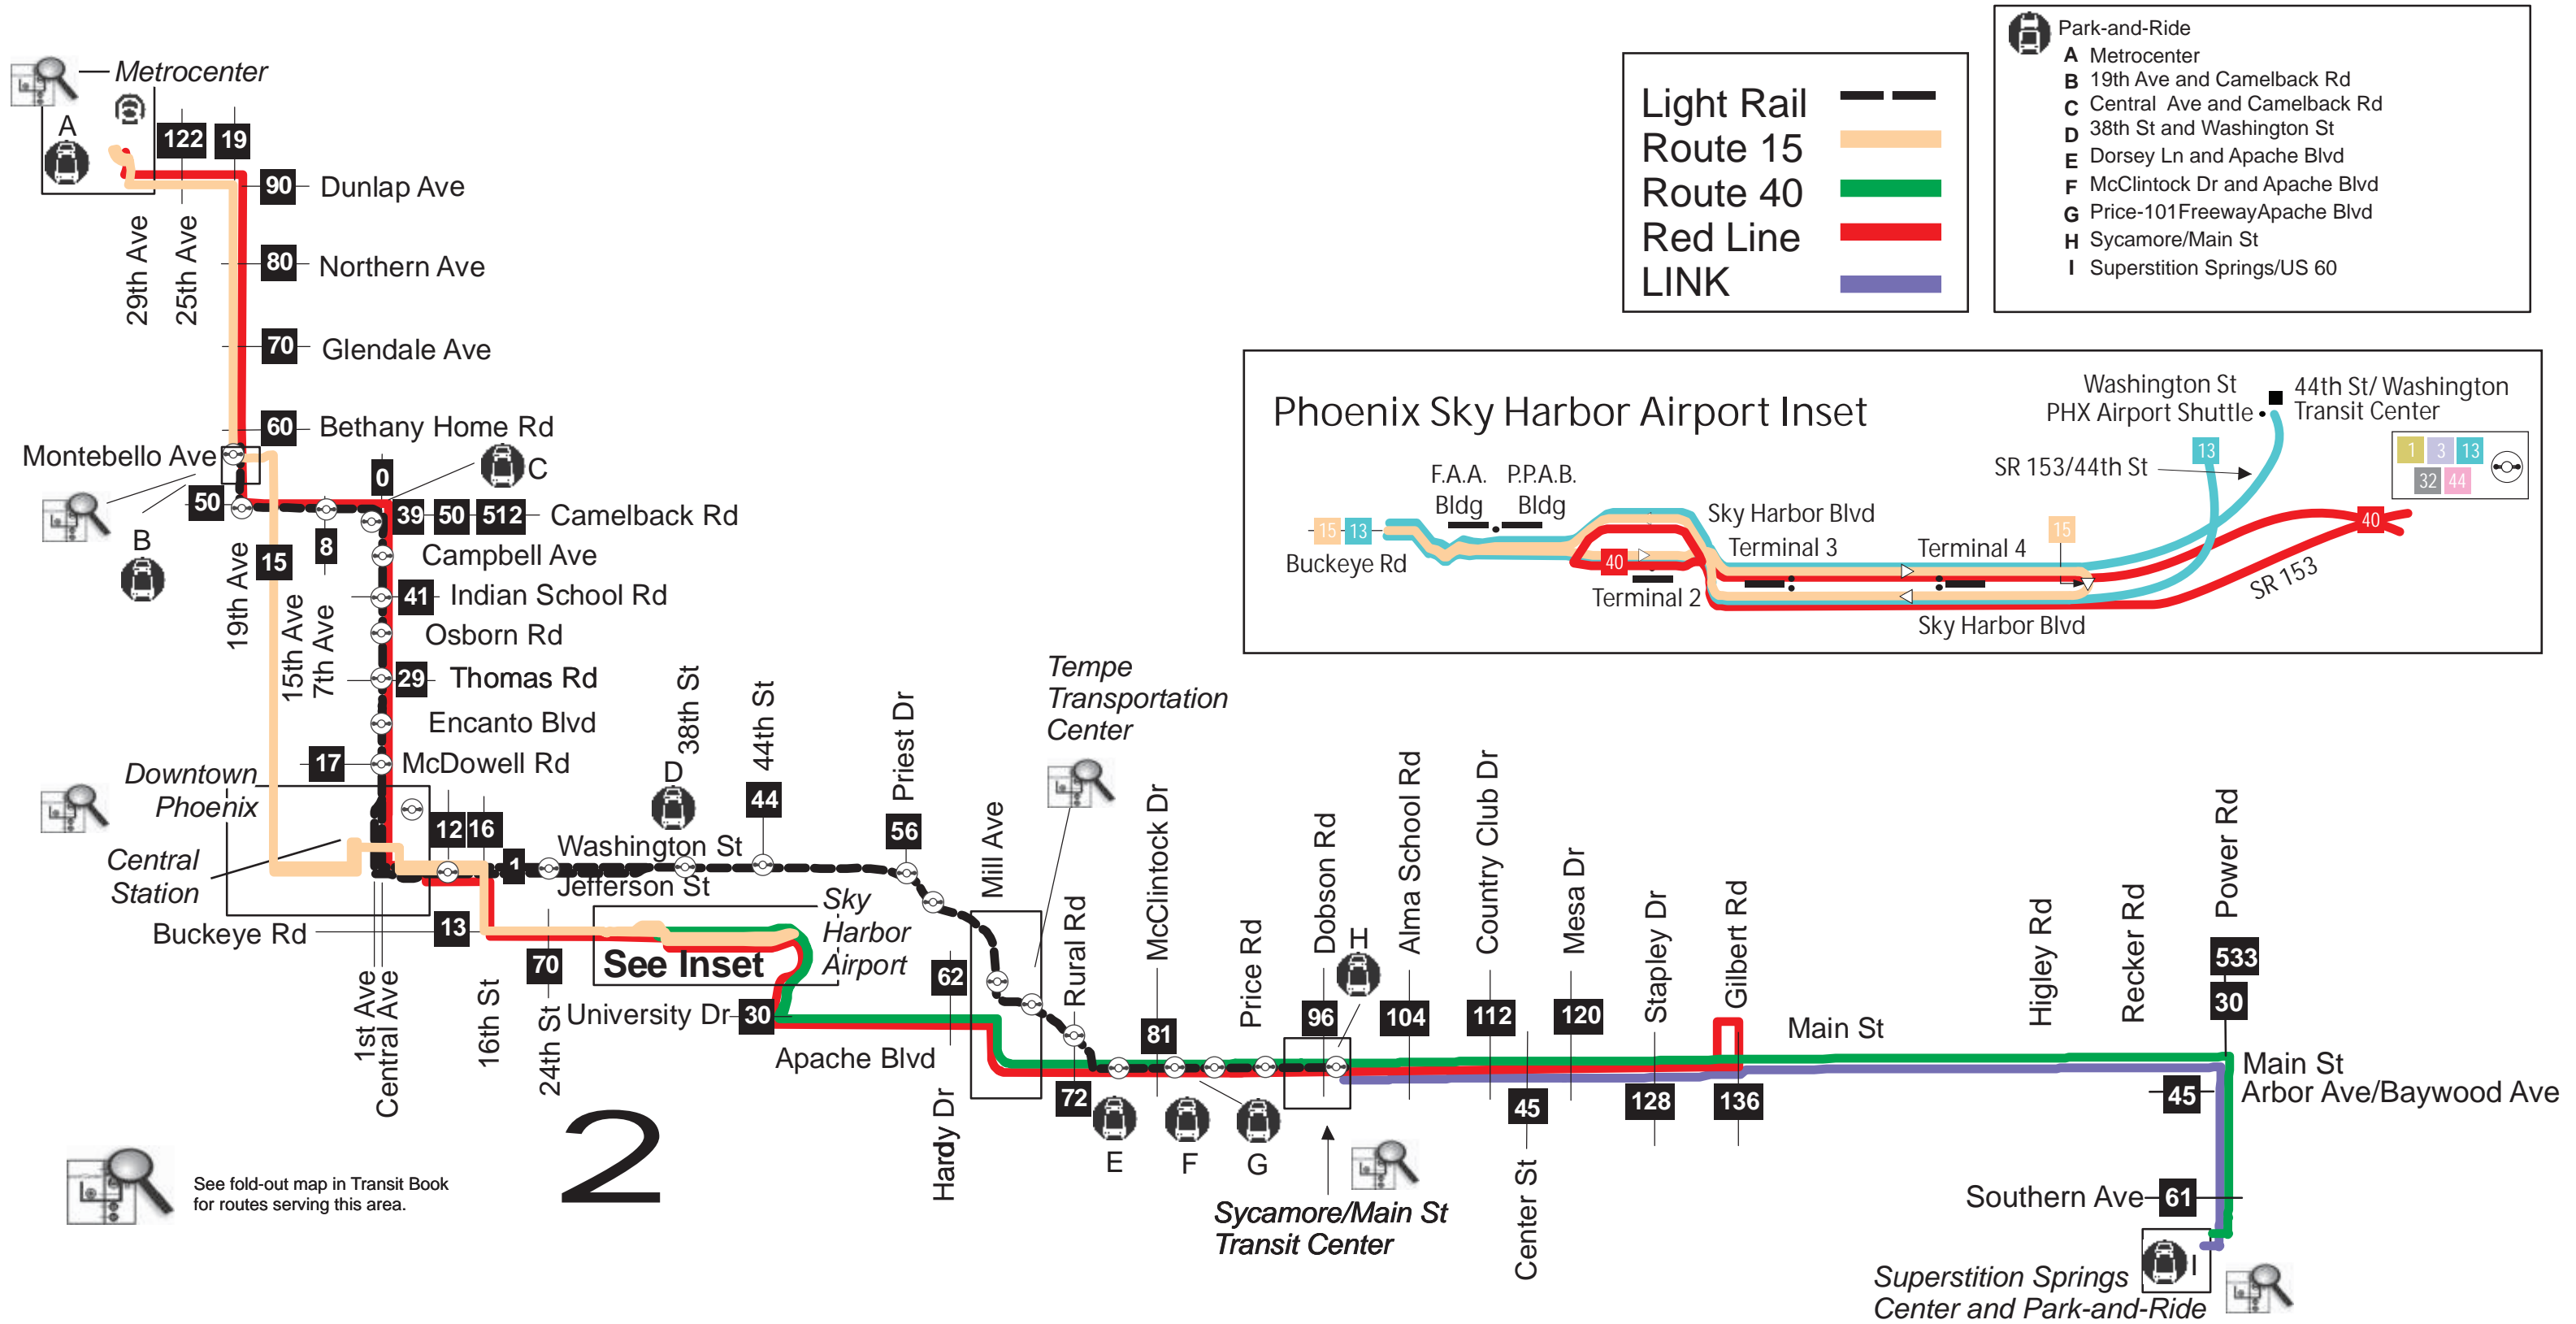 Metrocenter
A
122
19
90
Dunlap Ave
29th Ave
25th Ave
80
Northern Ave
70
Glendale Ave
60
Bethany Home Rd
Montebello Ave
0
C
50
39
50
512
Camelback Rd
B
19th Ave
15
8
15th Ave
7th Ave
Campbell Ave
41
Indian School Rd
Osborn Rd
29
Thomas Rd
Encanto Blvd
17
McDowell Rd
Downtown
Phoenix
Central
Station
12
16
1
Washington St
Jefferson St
D
38th St
44th St
44
Priest Dr
56
Buckeye Rd
13
1st Ave
Central Ave
16th St
24th St
70
See Inset
Sky
Harbor
Airport
University Dr
30
Apache Blvd
62
Hardy Dr
Mill Ave
Tempe
Transportation
Center
Rural Rd
72
McClintock Dr
81
E
F
G
Price Rd
Dobson Rd
96
H
Alma School Rd
104
Country Club Dr
112
Center St
45
Mesa Dr
120
Stapley Dr
128
Gilbert Rd
136
Main St
Higley Rd
Recker Rd
Power Rd
533
30
Main St
45
Arbor Ave/Baywood Ave
Southern Ave
61
I
Superstition Springs
Center and Park-and-Ride
Sycamore/Main St
Transit Center
2
See fold-out map in Transit Book
for routes serving this area.
Light Rail
Route 15
Route 40
Red Line
LINK
Park-and-Ride
A Metrocenter
B 19th Ave and Camelback Rd
C Central Ave and Camelback Rd
D 38th St and Washington St
E Dorsey Ln and Apache Blvd
F McClintock Dr and Apache Blvd
G Price-101FreewayApache Blvd
H Sycamore/Main St
I Superstition Springs/US 60
Phoenix Sky Harbor Airport Inset
Washington St
PHX Airport Shuttle
44th St/ Washington
Transit Center
1
3
13
32
44
13
SR 153/44th St
F.A.A.
Bldg
P.P.A.B.
Bldg
15
13
Buckeye Rd
Sky Harbor Blvd
Terminal 3
Terminal 4
15
40
40
Terminal 2
SR 153
Sky Harbor Blvd